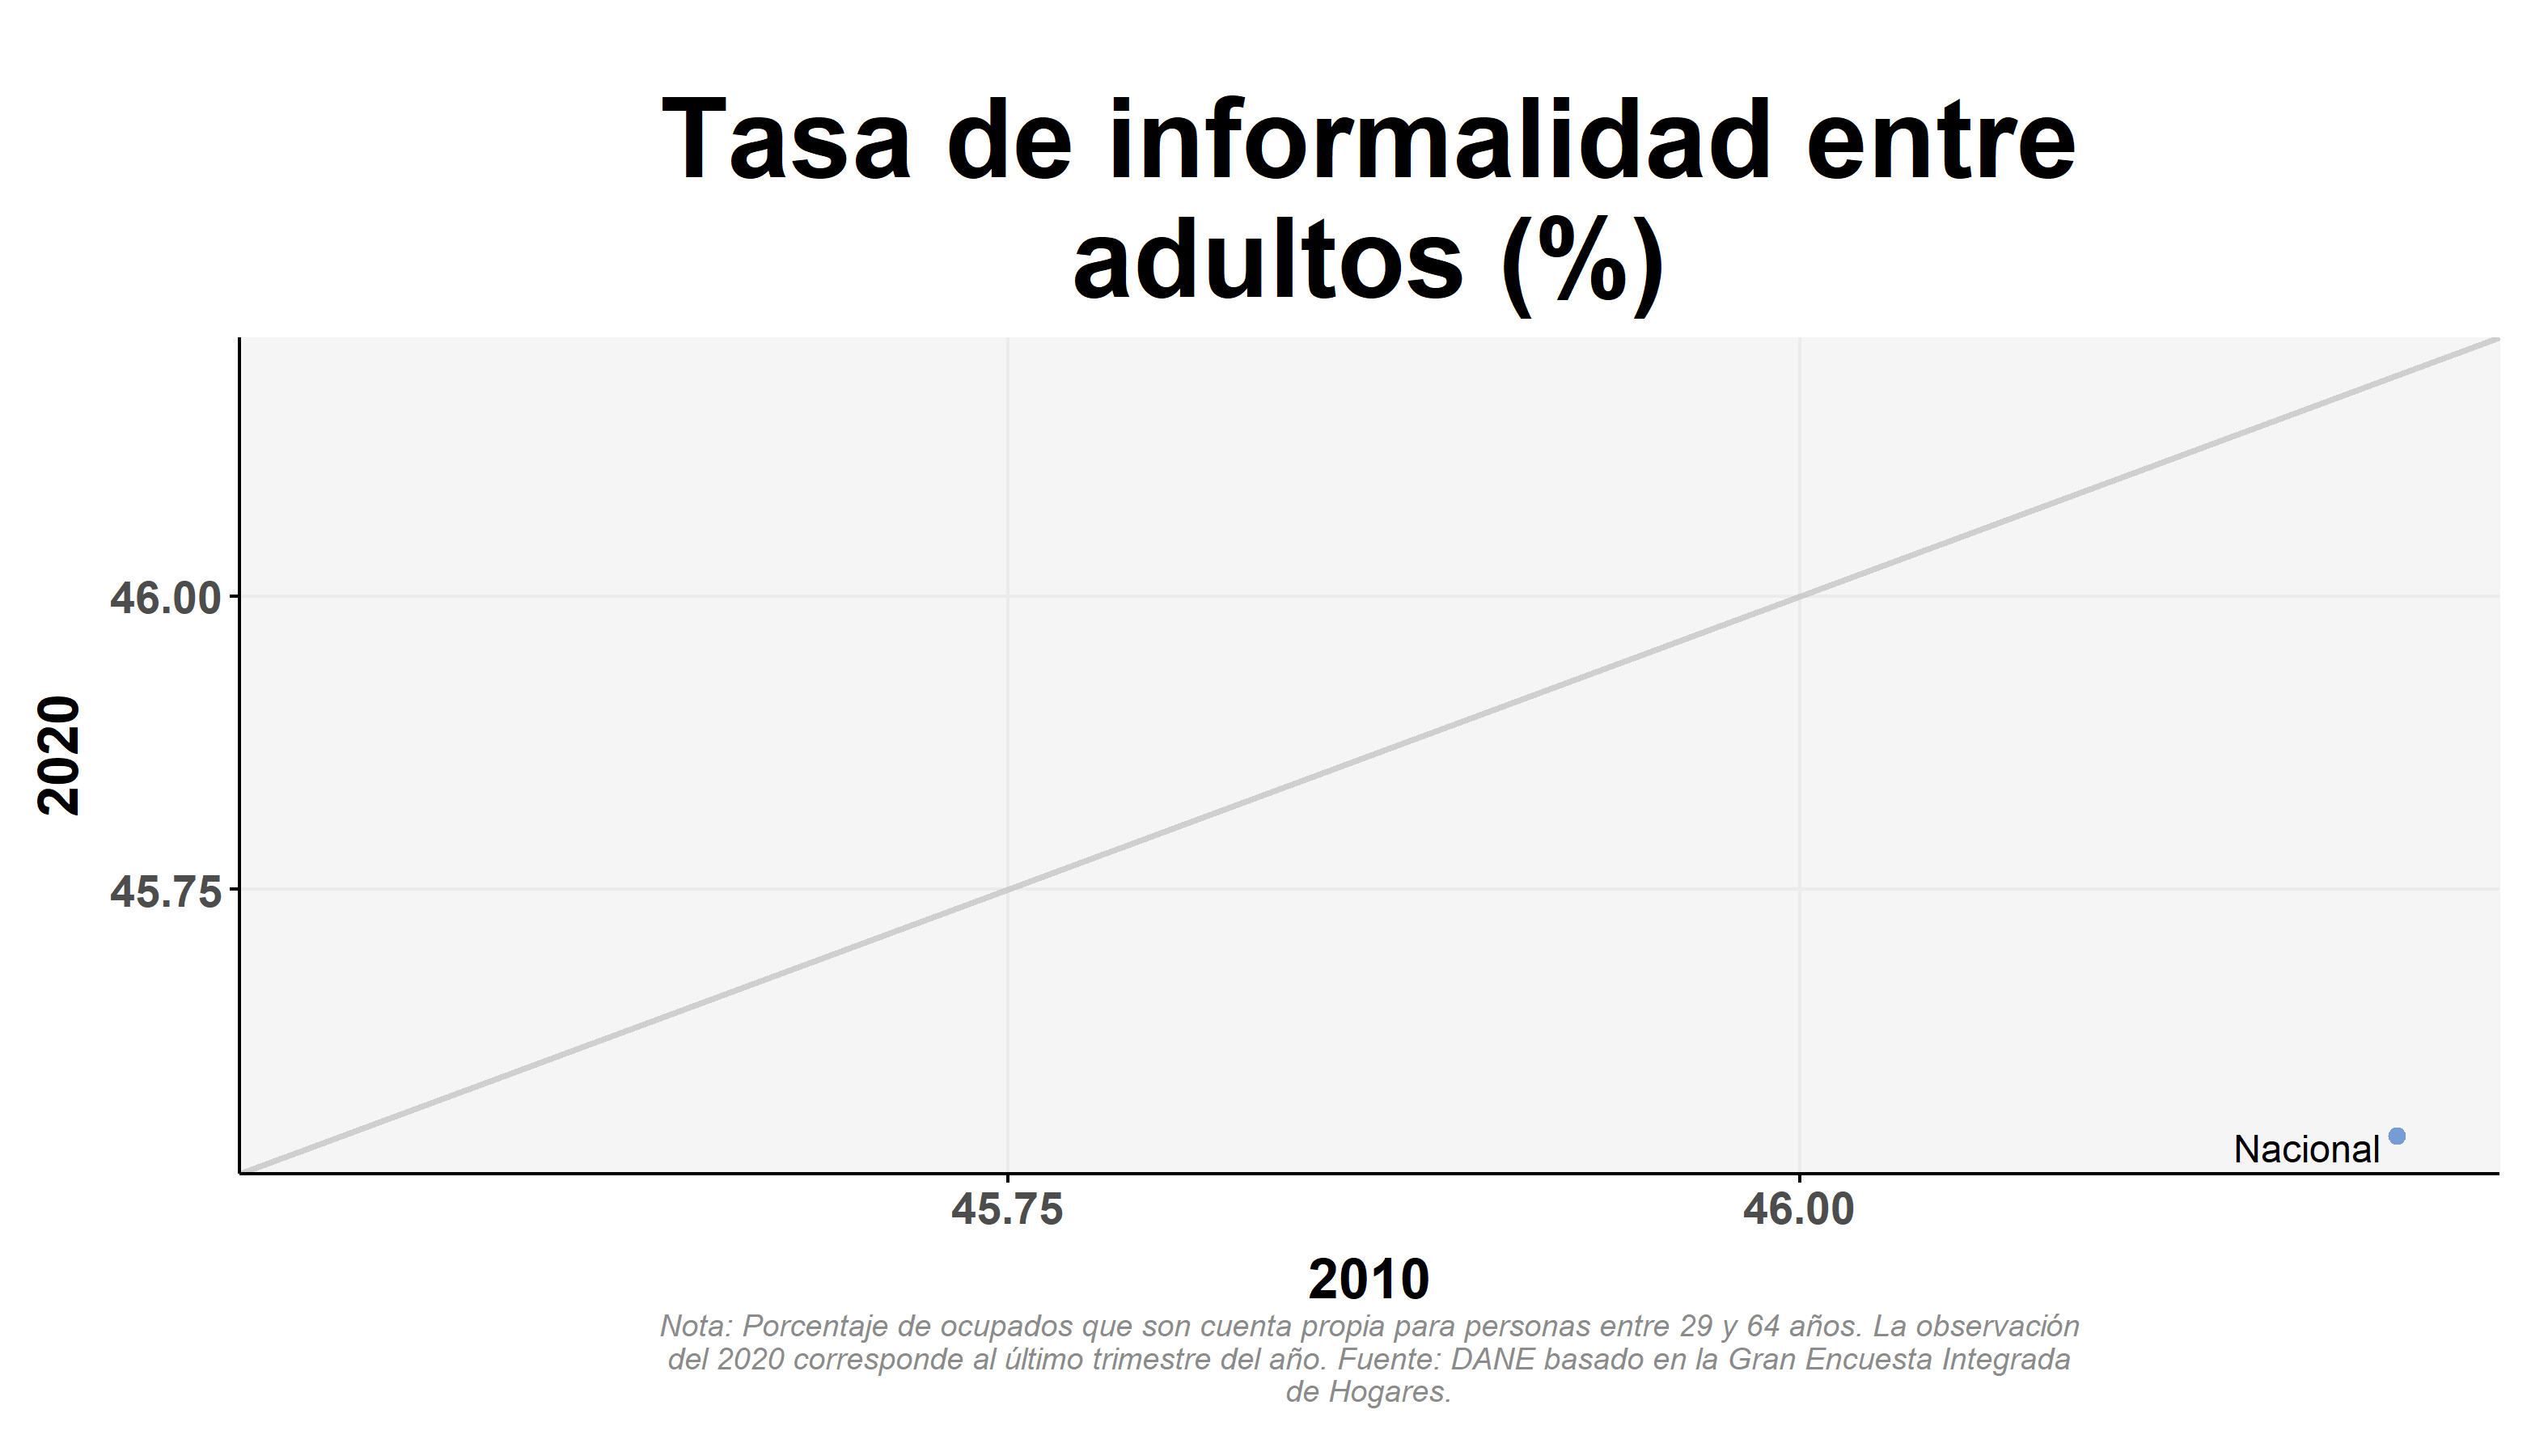 Tasa de informalidad entre
adultos (%)
46.00
45.75
2020
Nacional
45.75
46.00
2010
Nota: Porcentaje de ocupados que son cuenta propia para personas entre 29 y 64 años. La observación
del 2020 corresponde al último trimestre del año. Fuente: DANE basado en la Gran Encuesta Integrada
de Hogares.